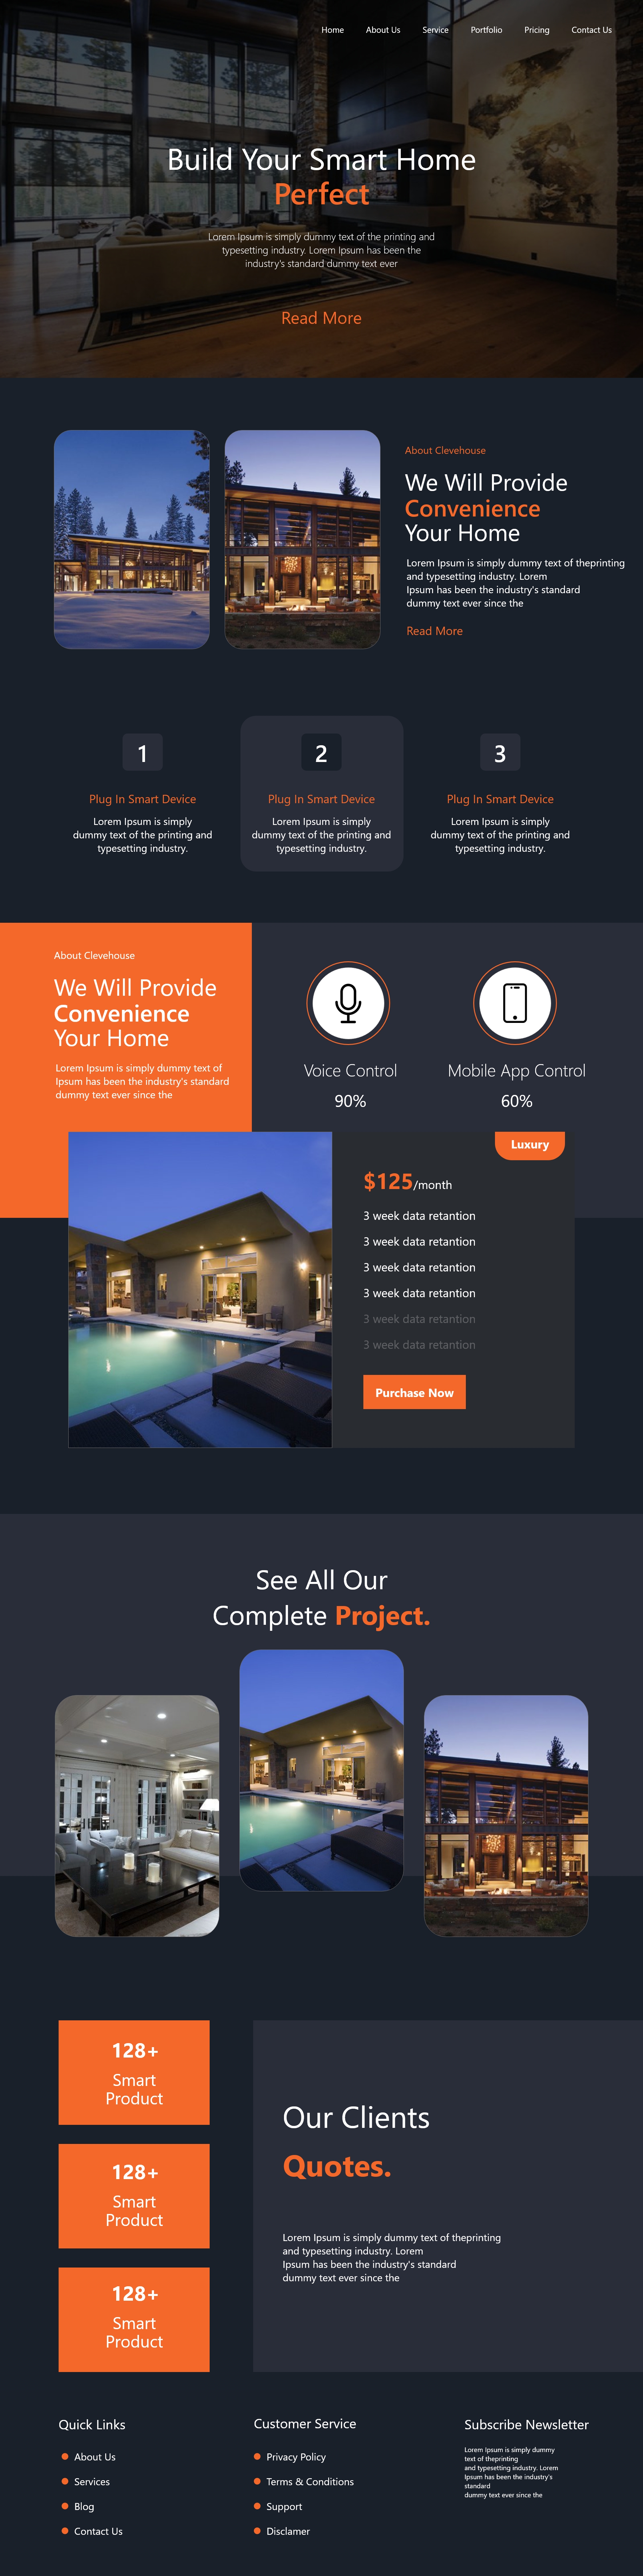 Home About Us Service Portfolio Pricing Contact Us
Build Your Smart Home
Perfect
Lorem Ipsum is simply dummy text of the printing and
typesetting industry. Lorem Ipsum has been the
industry's standard dummy text ever
Read More
About Clevehouse
We Will Provide
Convenience
Your Home
Lorem Ipsum is simply dummy text of theprinting
and typesetting industry. Lorem
Ipsum has been the industry's standard
dummy text ever since the
Read More
1
Plug In Smart Device
Lorem Ipsum is simply
dummy text of the printing and
typesetting industry.
2
Plug In Smart Device
Lorem Ipsum is simply
dummy text of the printing and
typesetting industry.
3
Plug In Smart Device
Lorem Ipsum is simply
dummy text of the printing and
typesetting industry.
About Clevehouse
We Will Provide
Convenience
Your Home
Lorem Ipsum is simply dummy text of
Ipsum has been the industry's standard
dummy text ever since the
Voice Control
90%
Mobile App Control
60%
Luxury
$125/month
3 week data retantion
3 week data retantion
3 week data retantion
3 week data retantion
3 week data retantion
3 week data retantion
Purchase Now
See All Our
Complete Project.
128+
Smart
Product
128+
Smart
Product
128+
Smart
Product
Our Clients
Quotes.
Lorem Ipsum is simply dummy text of theprinting
and typesetting industry. Lorem
Ipsum has been the industry's standard
dummy text ever since the
Quick Links
About Us
Services
Blog
Contact Us
Customer Service
Privacy Policy
Terms & Conditions
Support
Disclamer
Subscribe Newsletter
Lorem Ipsum is simply dummy
text of theprinting
and typesetting industry. Lorem
Ipsum has been the industry's
standard
dummy text ever since the